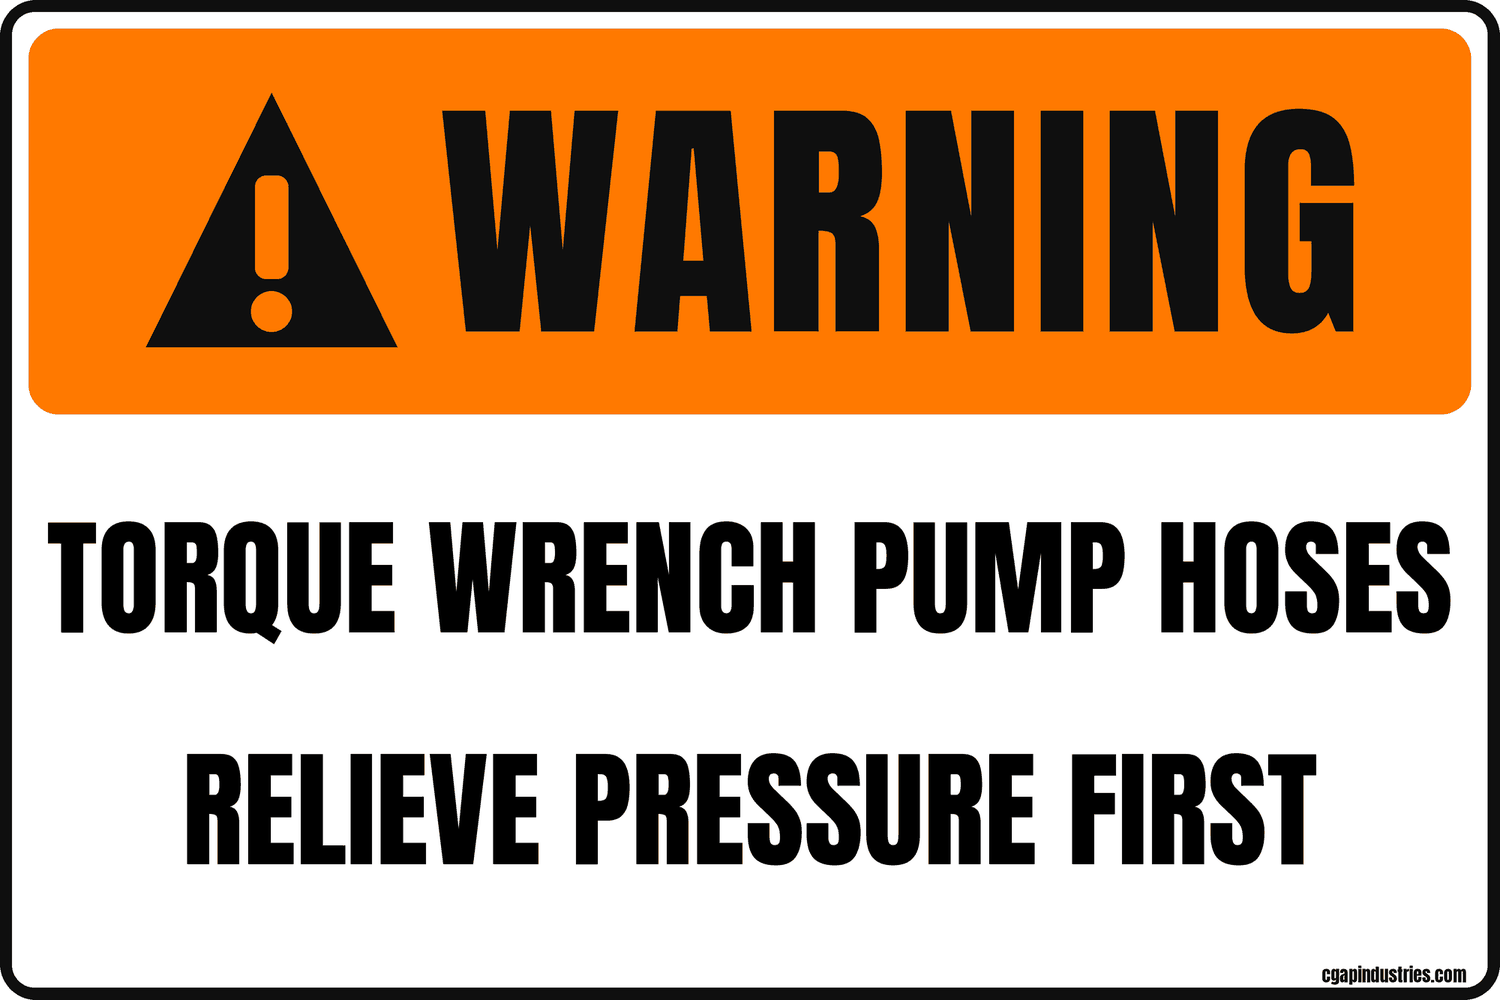 WARNING
TORQUE WRENCH PUMP HOSES
RELIEVE PRESSURE FIRST
cgapindustries.com